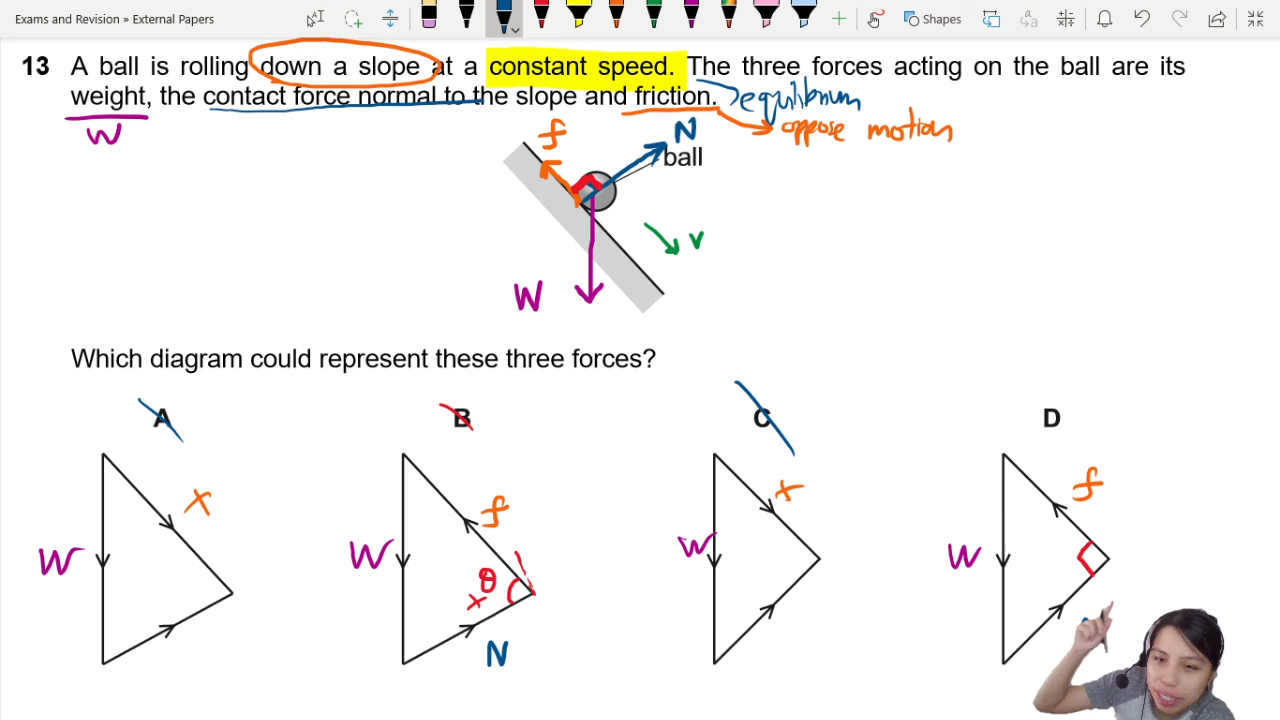 Exams and Revision » External Papers
Shapes
13 A ball is rolling down a slope at a constant speed. The three forces acting on the ball are its
weight, the contact force normal to the slope and friction.
equilibrium
oppose motion
W
f
N
ball
v
W
Which diagram could represent these three forces?
A B C D
x f x f
W W W W
θ
x
N